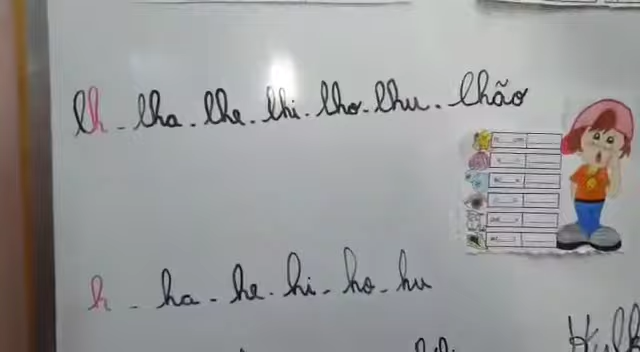 lh - lha - lhe - lhi - lho - lhu - lhão
h - ha - he - hi - ho - hu